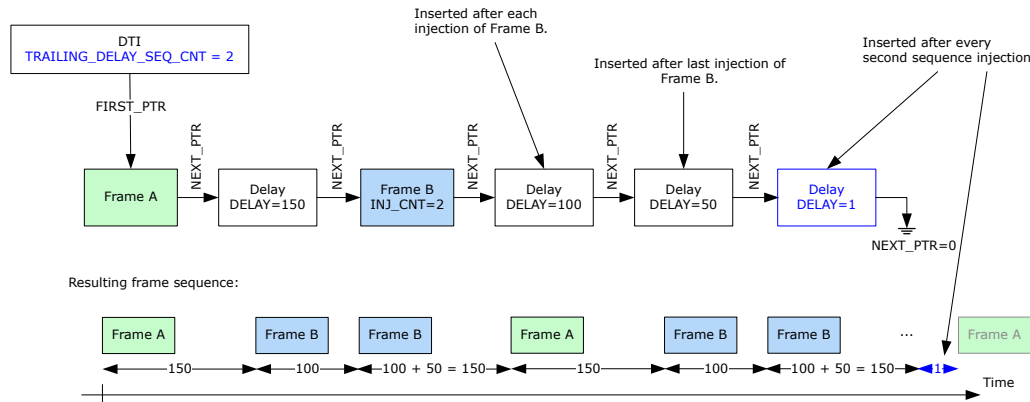 DTI
TRAILING_DELAY_SEQ_CNT = 2
Inserted after each
injection of Frame B.
Inserted after last injection of
Frame B.
Inserted after every
second sequence injection
FIRST_PTR
Frame A
NEXT_PTR
Delay
DELAY=150
NEXT_PTR
Frame B
INJ_CNT=2
NEXT_PTR
Delay
DELAY=100
NEXT_PTR
Delay
DELAY=50
NEXT_PTR
Delay
DELAY=1
NEXT_PTR=0
Resulting frame sequence:
Frame A
Frame B
Frame B
Frame A
Frame B
Frame B
...
Frame A
150
100
100 + 50 = 150
150
100
100 + 50 = 150
1
Time